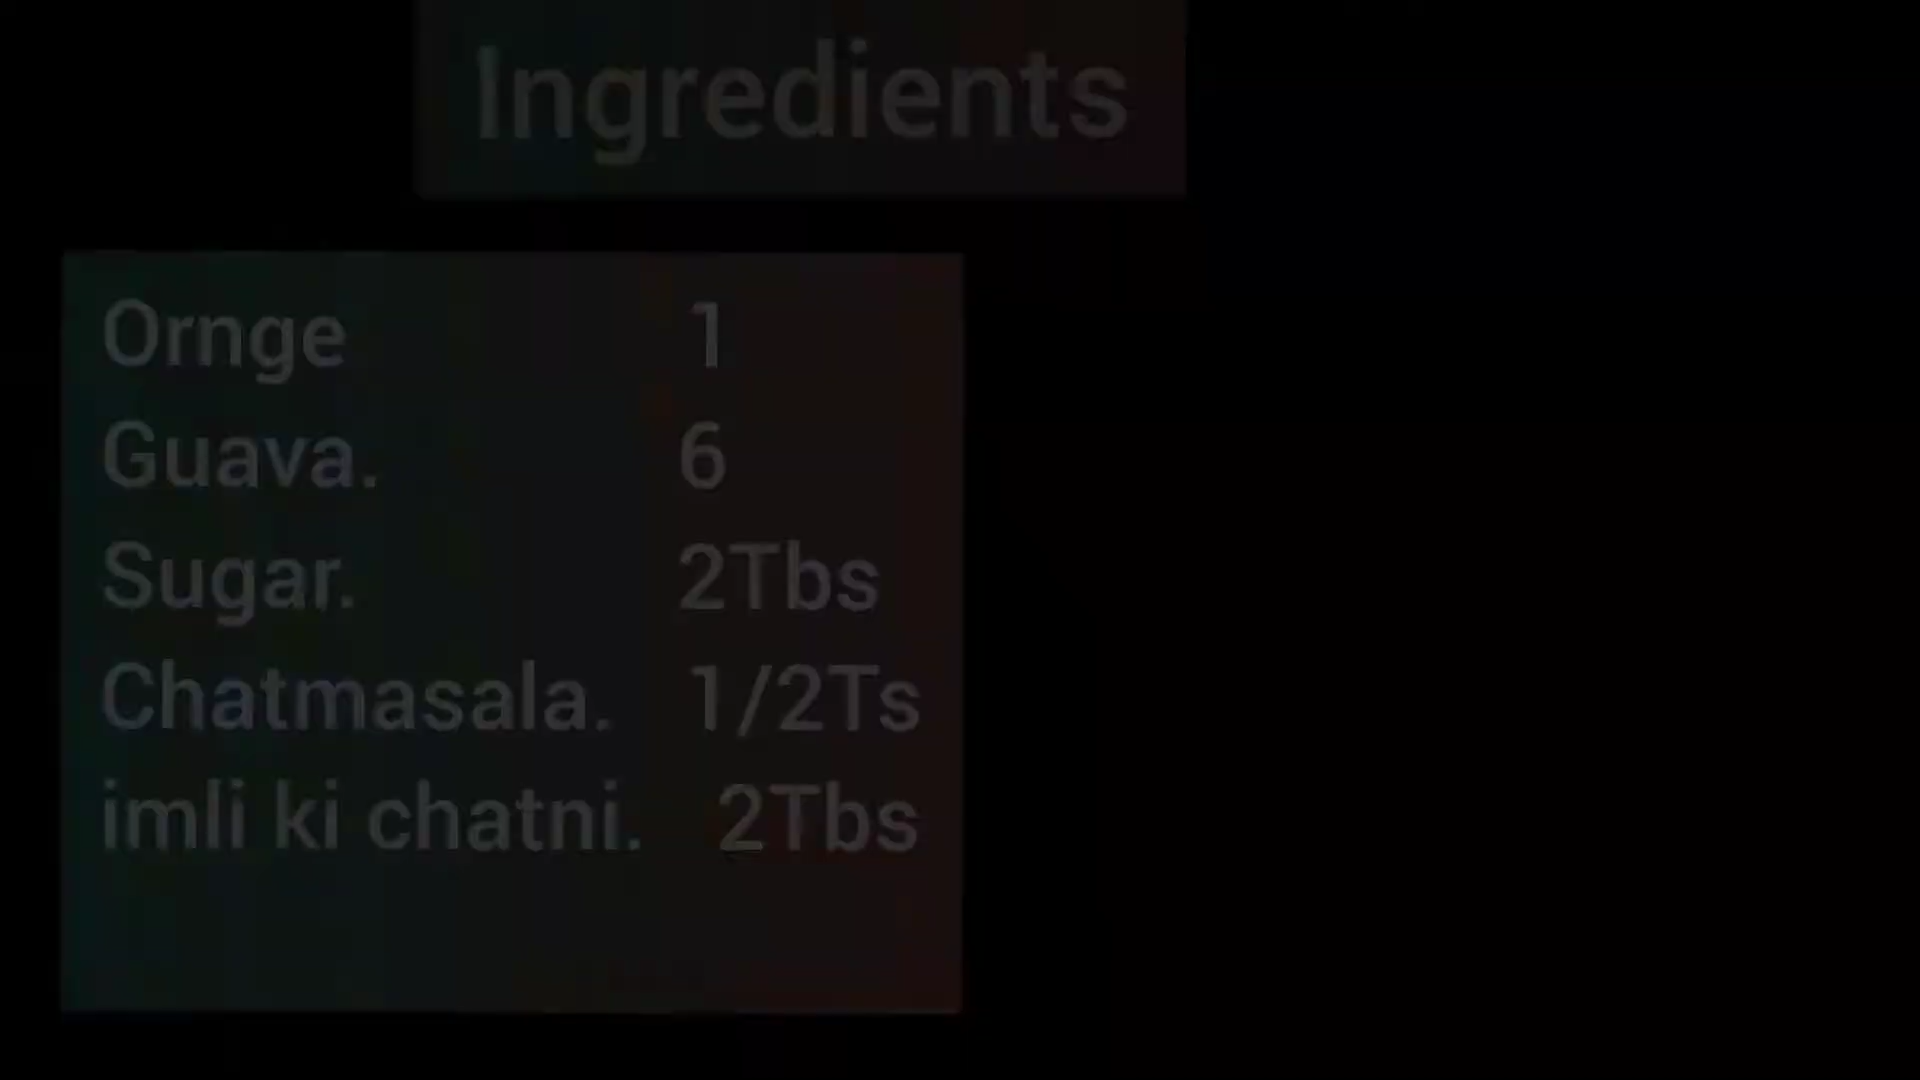 Ingredients
Ornge 1
Guava. 6
Sugar. 2Tbs
Chatmasala. 1/2Ts
imli ki chatni. 2Tbs